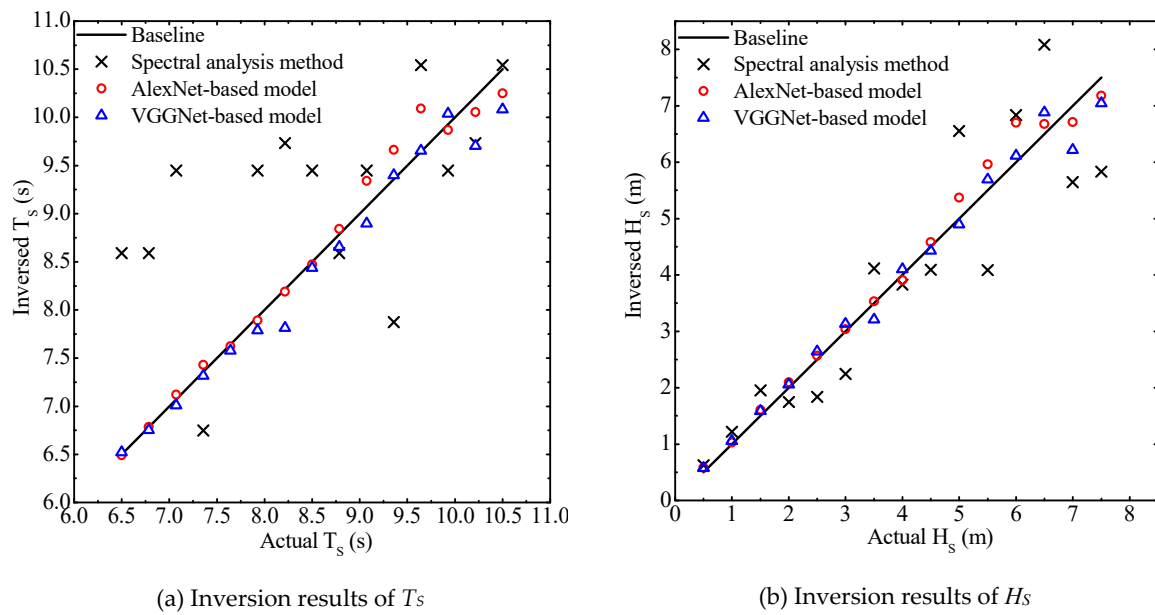 11.0
10.5
10.0
9.5
9.0
8.5
8.0
7.5
7.0
6.5
6.0
Inversed T_S (s)
Baseline
Spectral analysis method
AlexNet-based model
VGGNet-based model
6.0 6.5 7.0 7.5 8.0 8.5 9.0 9.5 10.0 10.5 11.0
Actual T_S (s)
(a) Inversion results of Ts
8
7
6
5
4
3
2
1
0
Inversed H_S (m)
Baseline
Spectral analysis method
AlexNet-based model
VGGNet-based model
0 1 2 3 4 5 6 7 8
Actual H_S (m)
(b) Inversion results of Hs